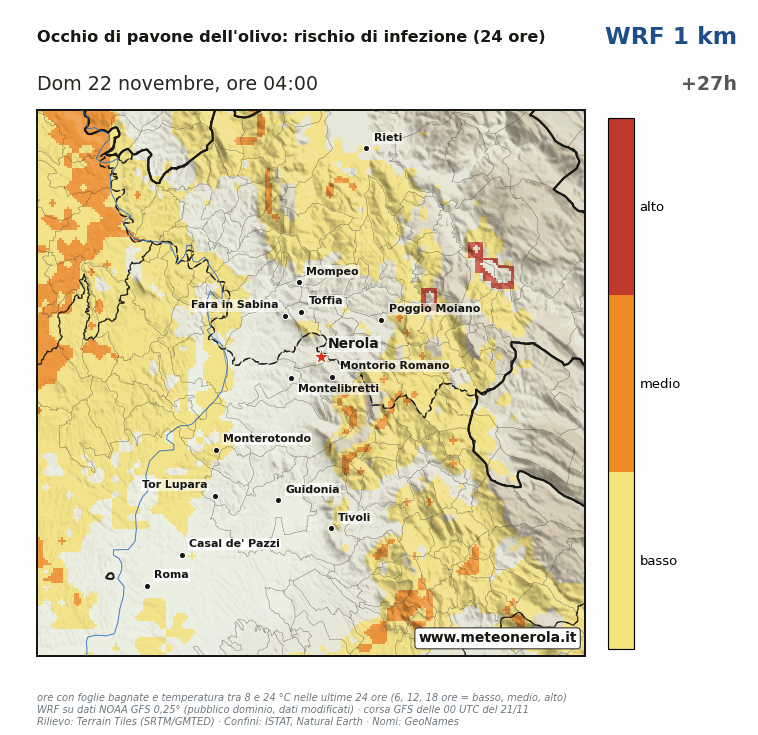 Occhio di pavone dell'olivo: rischio di infezione (24 ore)
WRF 1 km
Dom 22 novembre, ore 04:00
+27h
Rieti
Mompeo
Fara in Sabina
Toffia
Poggio Moiano
Nerola
Montorio Romano
Montelibretti
Monterotondo
Tor Lupara
Guidonia
Tivoli
Casal de' Pazzi
Roma
www.meteonerola.it
alto
medio
basso
ore con foglie bagnate e temperatura tra 8 e 24 °C nelle ultime 24 ore (6, 12, 18 ore = basso, medio, alto)
WRF su dati NOAA GFS 0,25° (pubblico dominio, dati modificati) · corsa GFS delle 00 UTC del 21/11
Rilievo: Terrain Tiles (SRTM/GMTED) · Confini: ISTAT, Natural Earth · Nomi: GeoNames